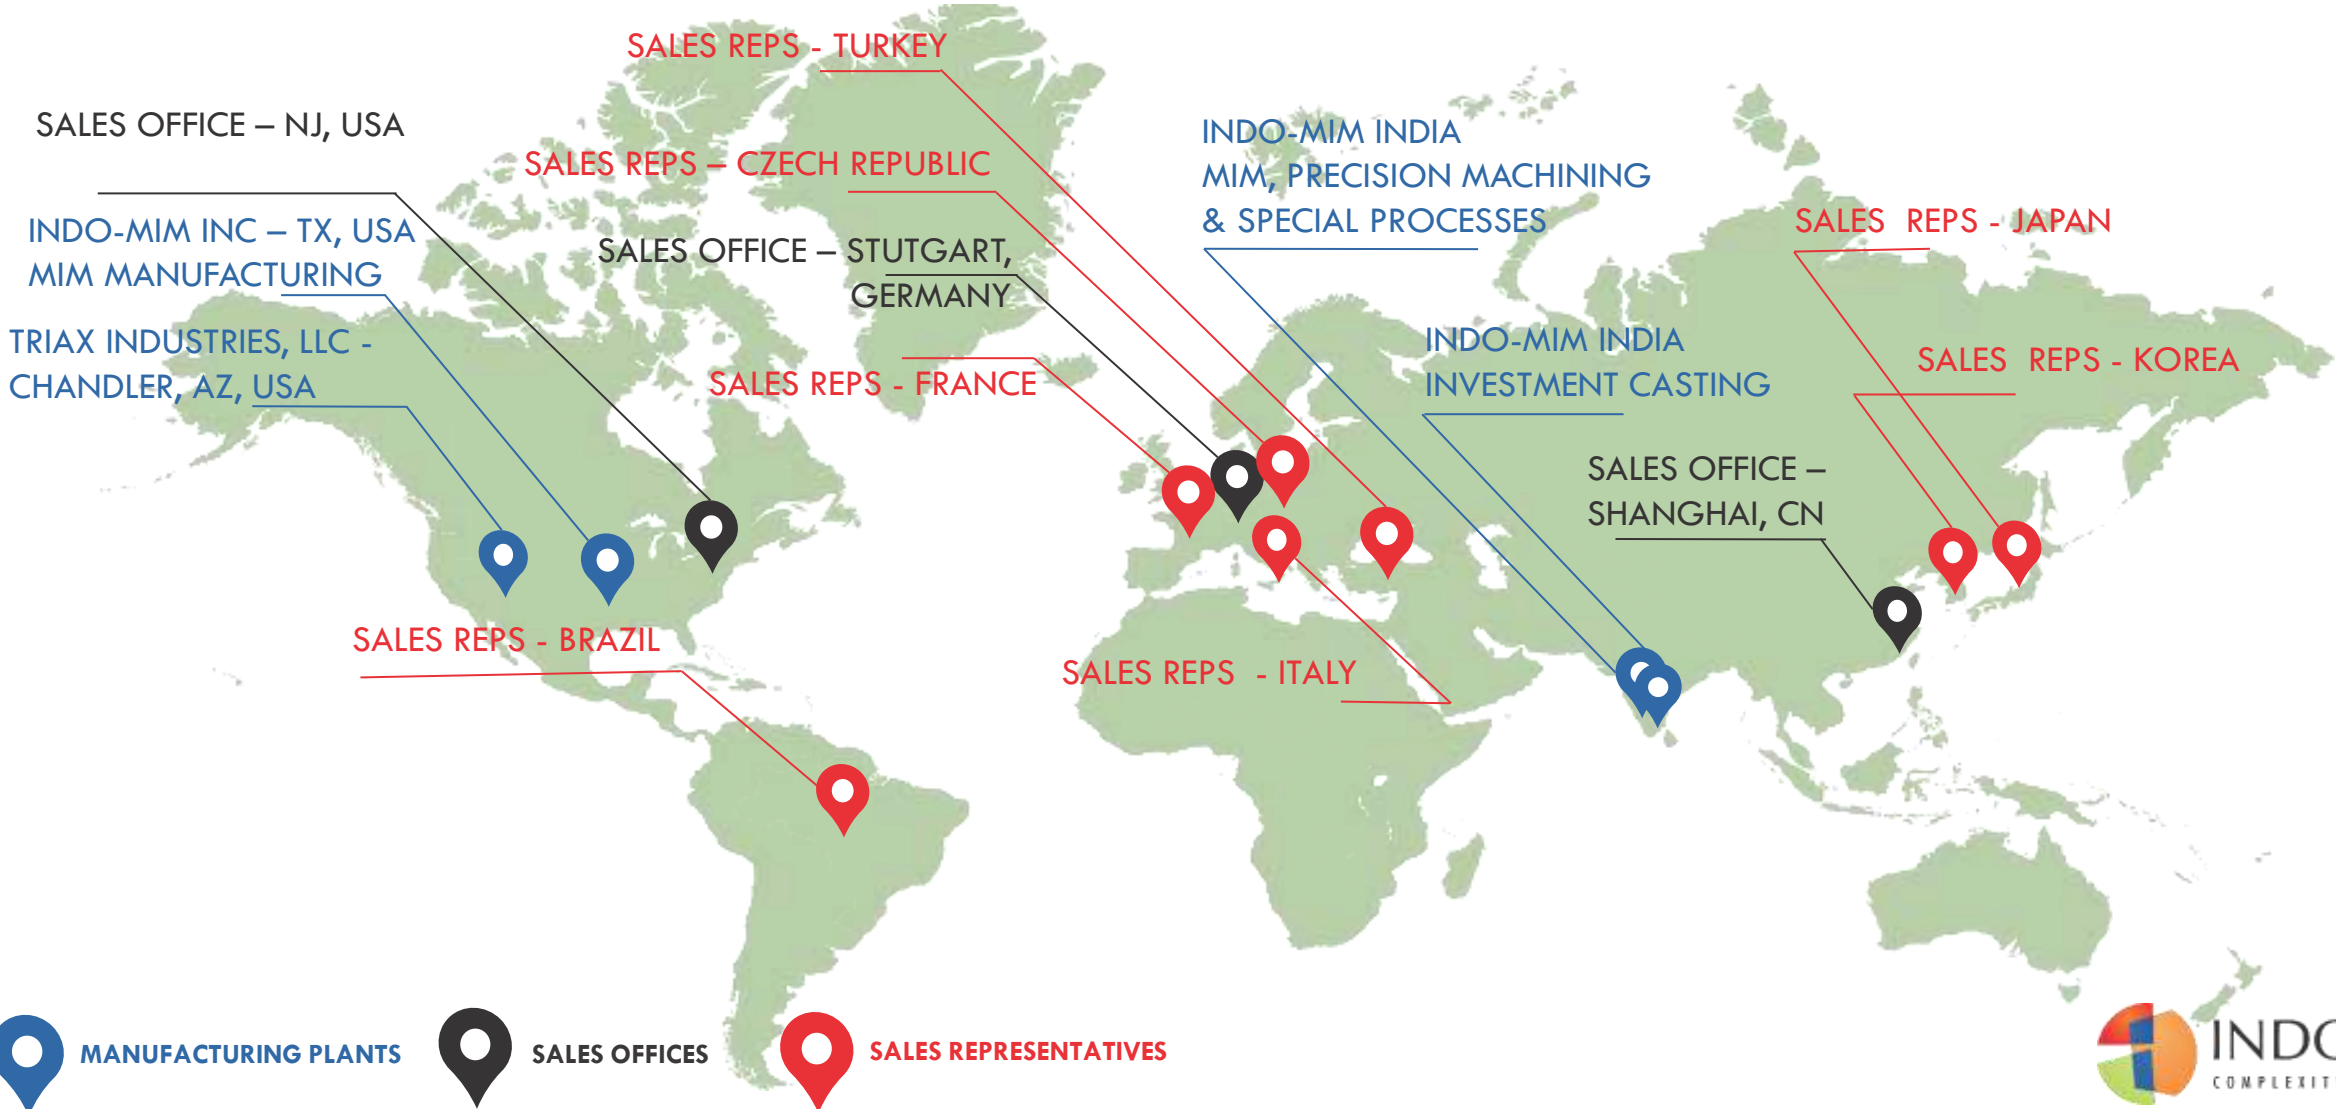 SALES REPS - TURKEY
SALES OFFICE – NJ, USA
SALES REPS – CZECH REPUBLIC
INDO-MIM INDIA
MIM, PRECISION MACHINING
& SPECIAL PROCESSES
SALES REPS - JAPAN
INDO-MIM INC – TX, USA
MIM MANUFACTURING
SALES OFFICE – STUTGART,
GERMANY
TRIAX INDUSTRIES, LLC -
CHANDLER, AZ, USA
SALES REPS - FRANCE
INDO-MIM INDIA
INVESTMENT CASTING
SALES REPS - KOREA
SALES OFFICE –
SHANGHAI, CN
SALES REPS - BRAZIL
SALES REPS - ITALY
MANUFACTURING PLANTS
SALES OFFICES
SALES REPRESENTATIVES